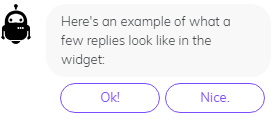 Here's an example of what a
few replies look like in the
widget:
Ok!
Nice.